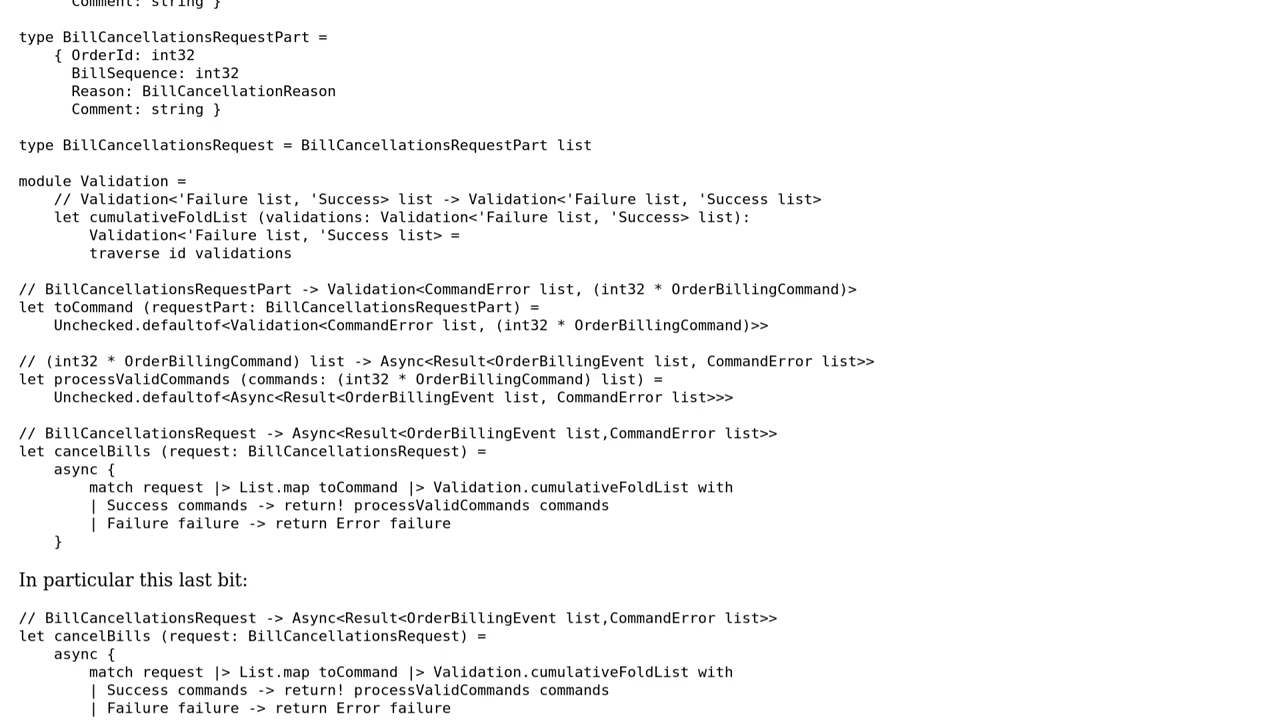 Comment: string }

type BillCancellationsRequestPart =
    { OrderId: int32
      BillSequence: int32
      Reason: BillCancellationReason
      Comment: string }

type BillCancellationsRequest = BillCancellationsRequestPart list

module Validation =
    // Validation<'Failure list, 'Success> list -> Validation<'Failure list, 'Success list>
    let cumulativeFoldList (validations: Validation<'Failure list, 'Success> list):
        Validation<'Failure list, 'Success list> =
        traverse id validations

// BillCancellationsRequestPart -> Validation<CommandError list, (int32 * OrderBillingCommand)>
let toCommand (requestPart: BillCancellationsRequestPart) =
    Unchecked.defaultof<Validation<CommandError list, (int32 * OrderBillingCommand)>>

// (int32 * OrderBillingCommand) list -> Async<Result<OrderBillingEvent list, CommandError list>>
let processValidCommands (commands: (int32 * OrderBillingCommand) list) =
    Unchecked.defaultof<Async<Result<OrderBillingEvent list, CommandError list>>>

// BillCancellationsRequest -> Async<Result<OrderBillingEvent list,CommandError list>>
let cancelBills (request: BillCancellationsRequest) =
    async {
        match request |> List.map toCommand |> Validation.cumulativeFoldList with
        | Success commands -> return! processValidCommands commands
        | Failure failure -> return Error failure
    }

In particular this last bit:

// BillCancellationsRequest -> Async<Result<OrderBillingEvent list,CommandError list>>
let cancelBills (request: BillCancellationsRequest) =
    async {
        match request |> List.map toCommand |> Validation.cumulativeFoldList with
        | Success commands -> return! processValidCommands commands
        | Failure failure -> return Error failure